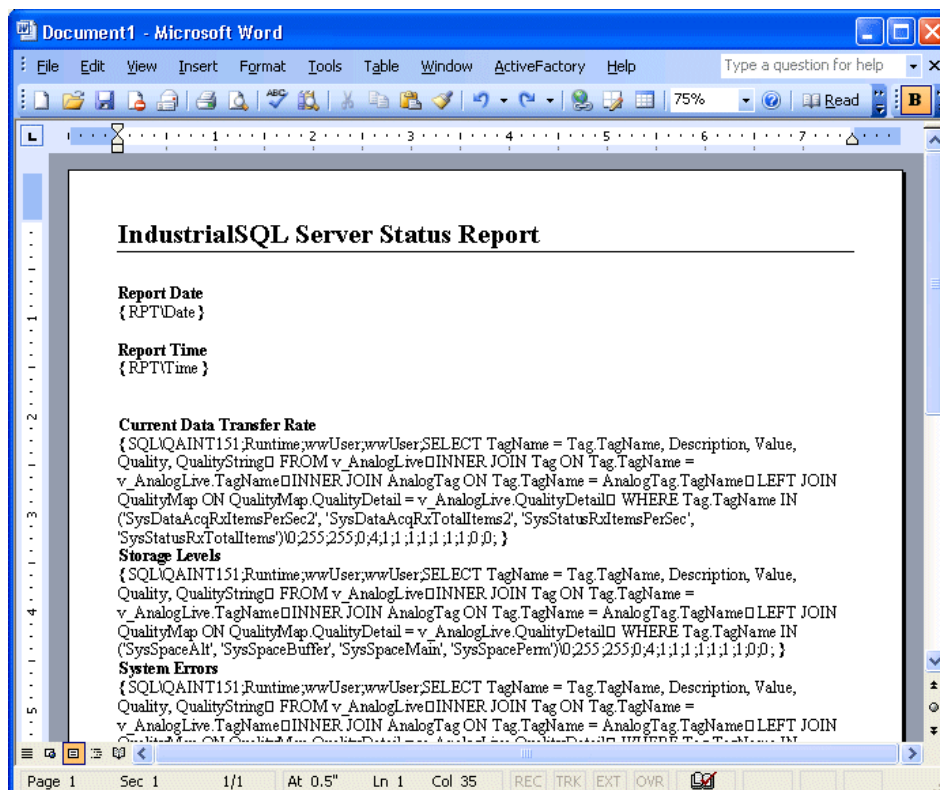 Document1 - Microsoft Word
File Edit View Insert Format Tools Table Window ActiveFactory Help Type a question for help
75% Read B
1 2 3 4 5 6 7
IndustrialSQL Server Status Report
Report Date
{ RPT\Date }
Report Time
{ RPT\Time }
Current Data Transfer Rate
{ SQL\QAINT151;Runtime;wwUser;wwUser;SELECT TagName = Tag.TagName, Description, Value,
Quality, QualityString□ FROM v_AnalogLive□INNER JOIN Tag ON Tag.TagName =
v_AnalogLive.TagName□INNER JOIN AnalogTag ON Tag.TagName = AnalogTag.TagName□ LEFT JOIN
QualityMap ON QualityMap.QualityDetail = v_AnalogLive.QualityDetail□ WHERE Tag.TagName IN
('SysDataAcqRxItemsPerSec2', 'SysDataAcqRxTotalItems2', 'SysStatusRxItemsPerSec',
'SysStatusRxTotalItems')\0;255;255;0;4;1;1;1;1;1;1;1;0;0; }
Storage Levels
{ SQL\QAINT151;Runtime;wwUser;wwUser;SELECT TagName = Tag.TagName, Description, Value,
Quality, QualityString□ FROM v_AnalogLive□INNER JOIN Tag ON Tag.TagName =
v_AnalogLive.TagName□INNER JOIN AnalogTag ON Tag.TagName = AnalogTag.TagName□ LEFT JOIN
QualityMap ON QualityMap.QualityDetail = v_AnalogLive.QualityDetail□ WHERE Tag.TagName IN
('SysSpaceAlt', 'SysSpaceBuffer', 'SysSpaceMain', 'SysSpacePerm')\0;255;255;0;4;1;1;1;1;1;1;1;0;0; }
System Errors
{ SQL\QAINT151;Runtime;wwUser;wwUser;SELECT TagName = Tag.TagName, Description, Value,
Quality, QualityString□ FROM v_AnalogLive□INNER JOIN Tag ON Tag.TagName =
v_AnalogLive.TagName□INNER JOIN AnalogTag ON Tag.TagName = AnalogTag.TagName□ LEFT JOIN
Page 1 Sec 1 1/1 At 0.5" Ln 1 Col 35 REC TRK EXT OVR